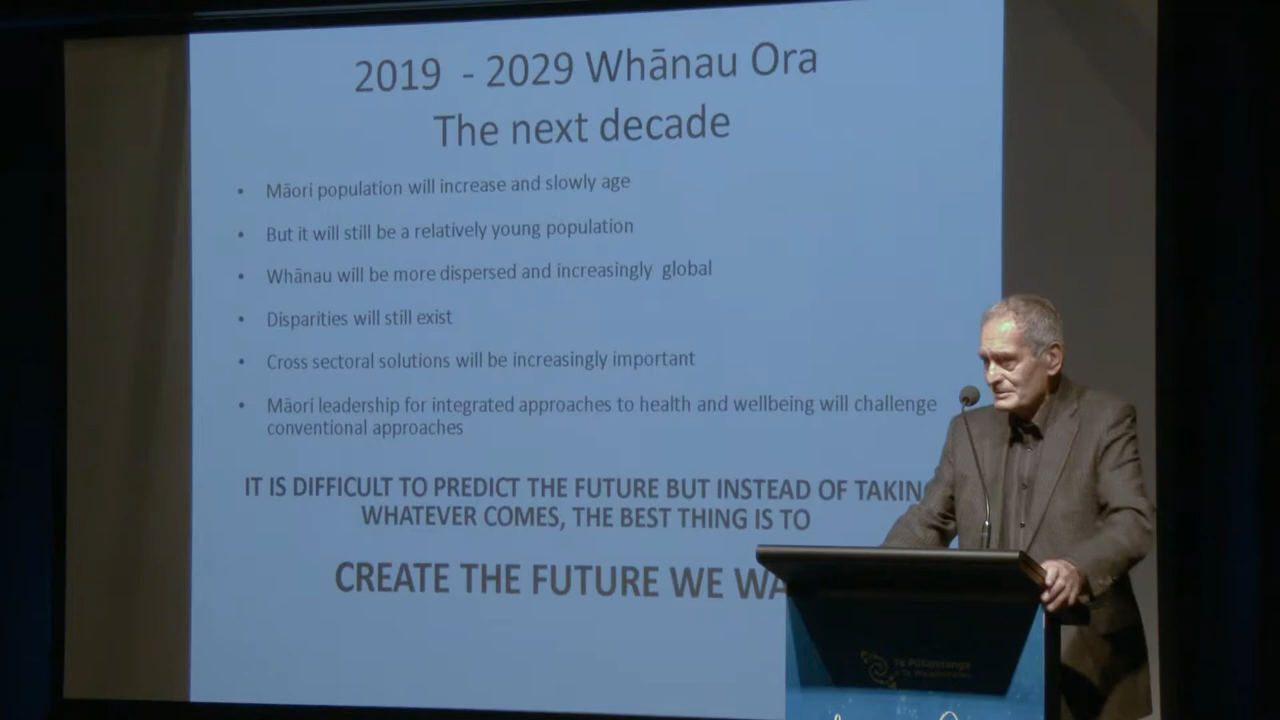 2019 - 2029 Whānau Ora
The next decade
• Māori population will increase and slowly age
• But it will still be a relatively young population
• Whānau will be more dispersed and increasingly global
• Disparities will still exist
• Cross sectoral solutions will be increasingly important
• Māori leadership for integrated approaches to health and wellbeing will challenge
conventional approaches
IT IS DIFFICULT TO PREDICT THE FUTURE BUT INSTEAD OF TAKIN
WHATEVER COMES, THE BEST THING IS TO
CREATE THE FUTURE WE WA